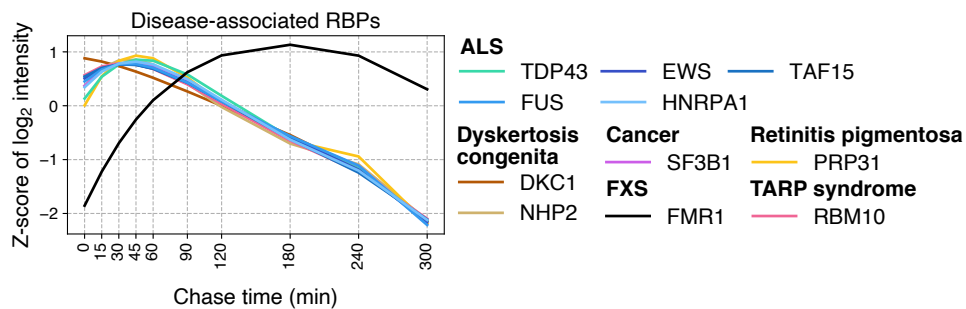 Disease-associated RBPs
Z-score of log2 intensity
1
0
−1
−2
0
15
30
45
60
90
120
180
240
300
Chase time (min)
ALS
TDP43 EWS TAF15
FUS HNRPA1
Dyskertosis congenita
DKC1
NHP2
Cancer
SF3B1
FXS
FMR1
Retinitis pigmentosa
PRP31
TARP syndrome
RBM10